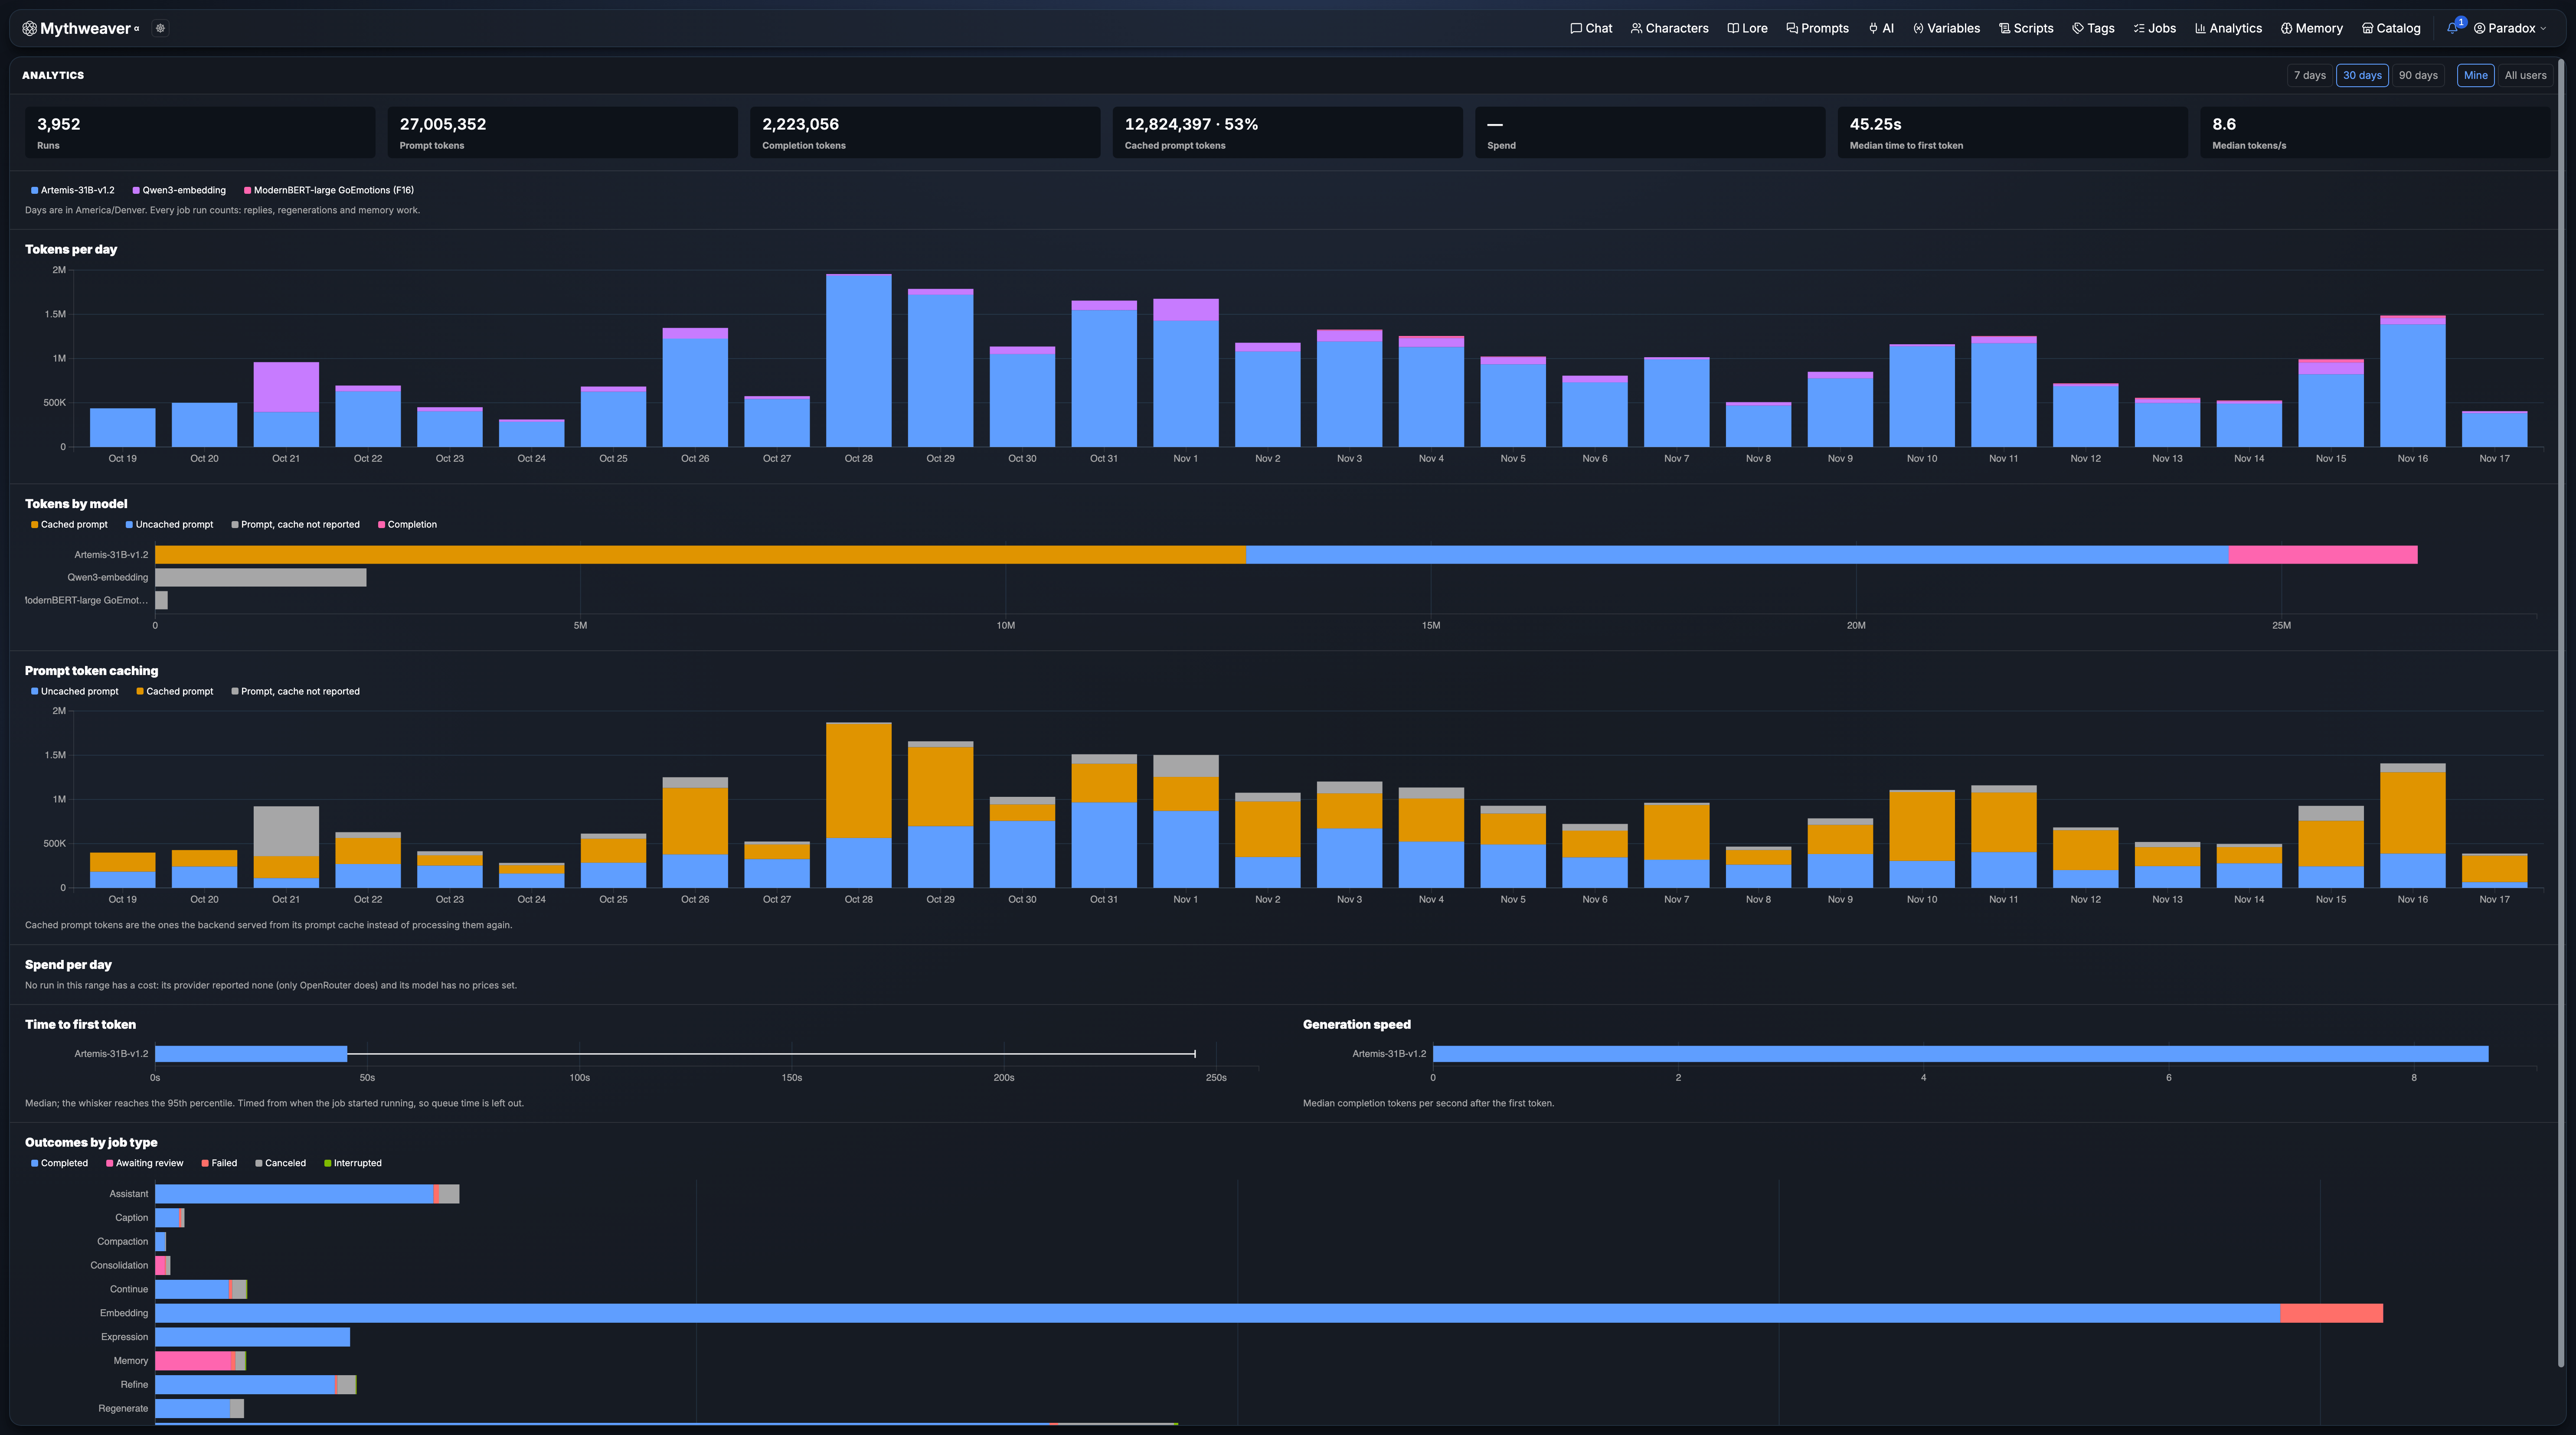 Mythweaver α
Chat Characters Lore Prompts AI Variables Scripts Tags Jobs Analytics Memory Catalog 1 Paradox
ANALYTICS
7 days 30 days 90 days Mine All users
3,952 27,005,352 2,223,056 12,824,397 · 53% — 45.25s 8.6
Runs Prompt tokens Completion tokens Cached prompt tokens Spend Median time to first token Median tokens/s
Artemis-31B-v1.2 Qwen3-embedding ModernBERT-large GoEmotions (F16)
Days are in America/Denver. Every job run counts: replies, regenerations and memory work.
Tokens per day
2M
1.5M
1M
500K
0
Oct 19 Oct 20 Oct 21 Oct 22 Oct 23 Oct 24 Oct 25 Oct 26 Oct 27 Oct 28 Oct 29 Oct 30 Oct 31 Nov 1 Nov 2 Nov 3 Nov 4 Nov 5 Nov 6 Nov 7 Nov 8 Nov 9 Nov 10 Nov 11 Nov 12 Nov 13 Nov 14 Nov 15 Nov 16 Nov 17
Tokens by model
Cached prompt Uncached prompt Prompt, cache not reported Completion
Artemis-31B-v1.2
Qwen3-embedding
lodernBERT-large GoEmot…
0 5M 10M 15M 20M 25M
Prompt token caching
Uncached prompt Cached prompt Prompt, cache not reported
2M
1.5M
1M
500K
0
Oct 19 Oct 20 Oct 21 Oct 22 Oct 23 Oct 24 Oct 25 Oct 26 Oct 27 Oct 28 Oct 29 Oct 30 Oct 31 Nov 1 Nov 2 Nov 3 Nov 4 Nov 5 Nov 6 Nov 7 Nov 8 Nov 9 Nov 10 Nov 11 Nov 12 Nov 13 Nov 14 Nov 15 Nov 16 Nov 17
Cached prompt tokens are the ones the backend served from its prompt cache instead of processing them again.
Spend per day
No run in this range has a cost: its provider reported none (only OpenRouter does) and its model has no prices set.
Time to first token
Artemis-31B-v1.2
0s 50s 100s 150s 200s 250s
Median; the whisker reaches the 95th percentile. Timed from when the job started running, so queue time is left out.
Generation speed
Artemis-31B-v1.2
0 2 4 6 8
Median completion tokens per second after the first token.
Outcomes by job type
Completed Awaiting review Failed Canceled Interrupted
Assistant
Caption
Compaction
Consolidation
Continue
Embedding
Expression
Memory
Refine
Regenerate